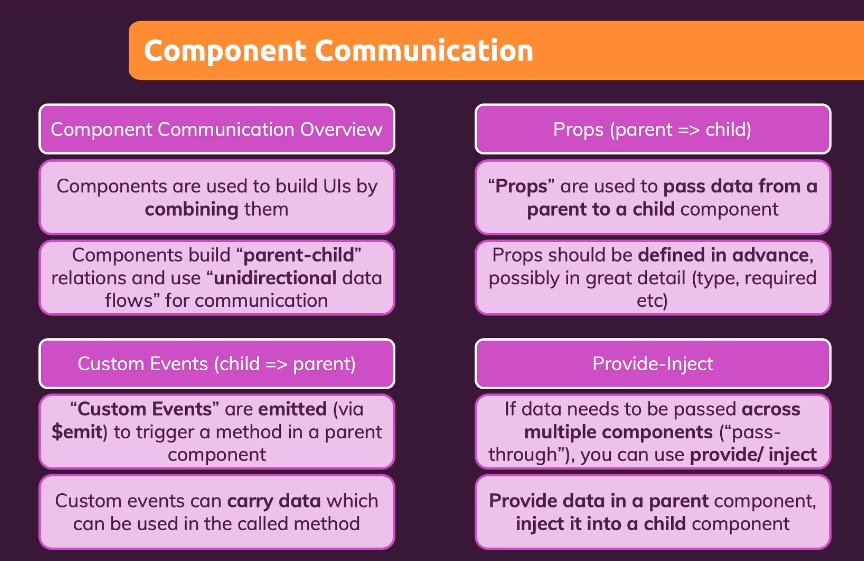 Component Communication
Component Communication Overview
Components are used to build UIs by
combining them
Components build “parent-child”
relations and use “unidirectional data
flows” for communication
Props (parent => child)
“Props” are used to pass data from a
parent to a child component
Props should be defined in advance,
possibly in great detail (type, required
etc)
Custom Events (child => parent)
“Custom Events” are emitted (via
$emit) to trigger a method in a parent
component
Custom events can carry data which
can be used in the called method
Provide-Inject
If data needs to be passed across
multiple components (“pass-
through”), you can use provide/ inject
Provide data in a parent component,
inject it into a child component